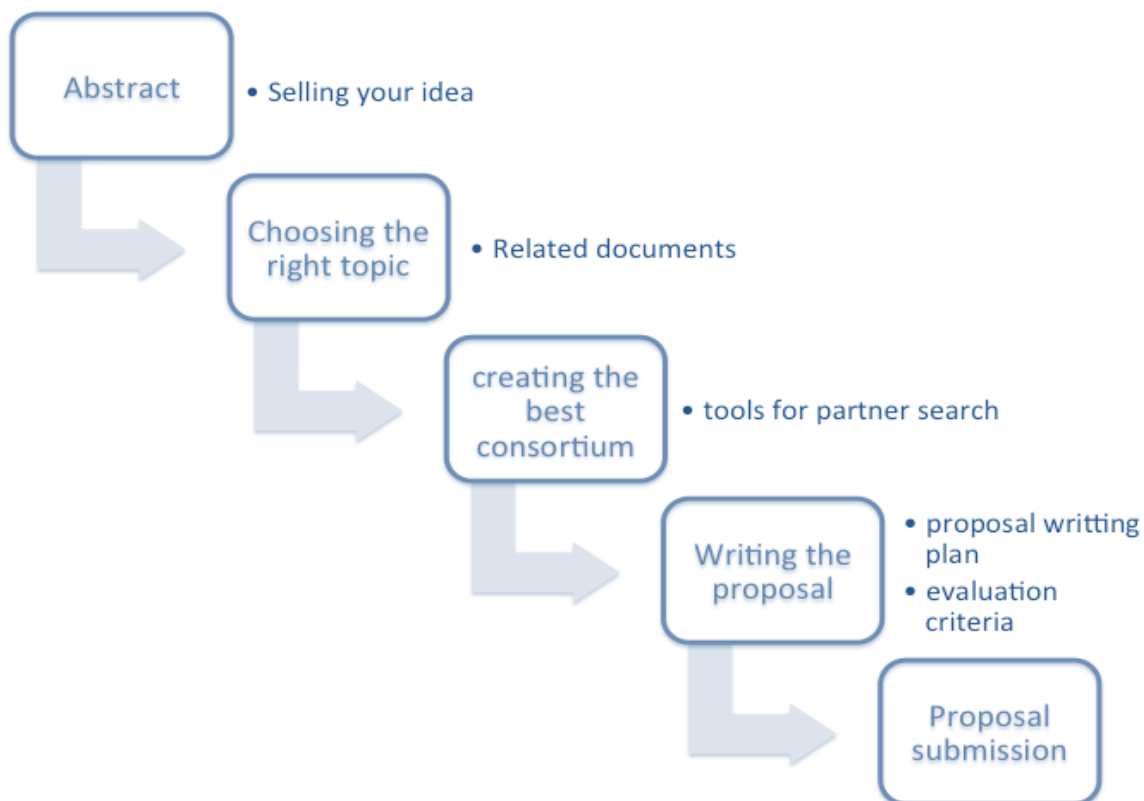 Abstract
• Selling your idea
Choosing the
right topic
• Related documents
creating the
best
consortium
• tools for partner search
Writing the
proposal
• proposal writting
plan
• evaluation
criteria
Proposal
submission